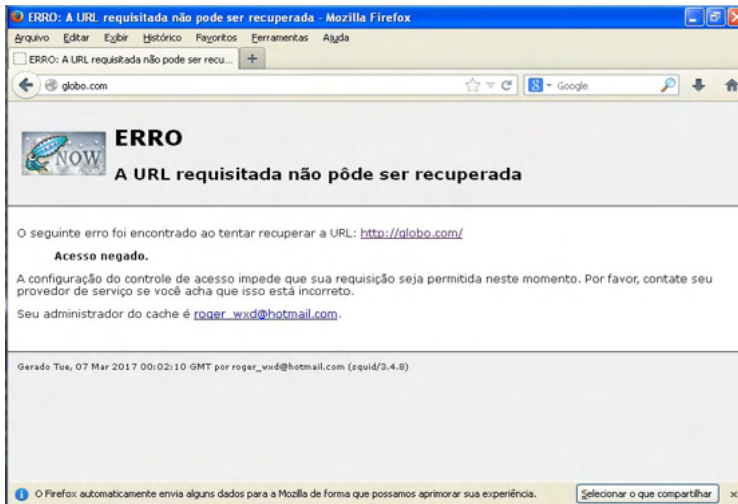 ERRO: A URL requisitada não pode ser recuperada - Mozilla Firefox
Arquivo Editar Exibir Histórico Favoritos Ferramentas Ajuda
ERRO: A URL requisitada não pode ser recu...
globo.com
Google
NOW
ERRO
A URL requisitada não pôde ser recuperada
O seguinte erro foi encontrado ao tentar recuperar a URL: http://globo.com/
Acesso negado.
A configuração do controle de acesso impede que sua requisição seja permitida neste momento. Por favor, contate seu
provedor de serviço se você acha que isso está incorreto.
Seu administrador do cache é roger_wxd@hotmail.com.
Gerado Tue, 07 Mar 2017 00:02:10 GMT por roger_wxd@hotmail.com (squid/3.4.8)
O Firefox automaticamente envia alguns dados para a Mozilla de forma que possamos aprimorar sua experiência. Selecionar o que compartilhar